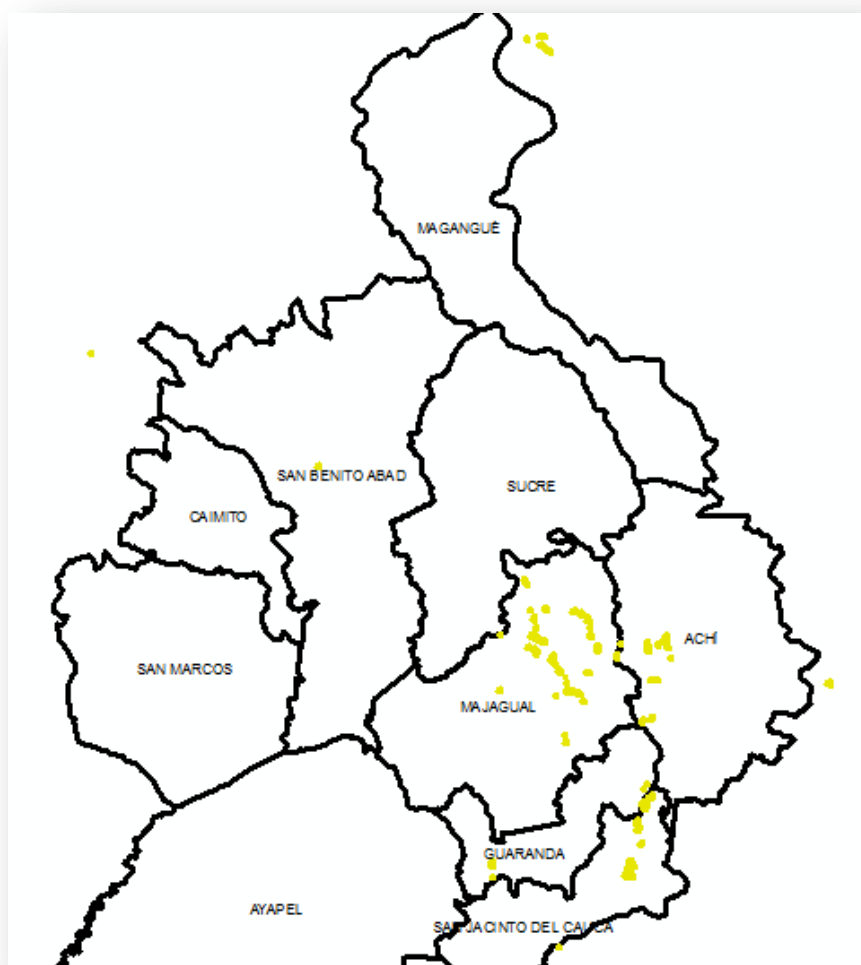 MAGANGUÉ
SAN BENITO ABAD
SUCRE
CAIMITO
ACHÍ
SAN MARCOS
MAJAGUAL
GUARANDA
AYAPEL
SAN JACINTO DEL CAUCA